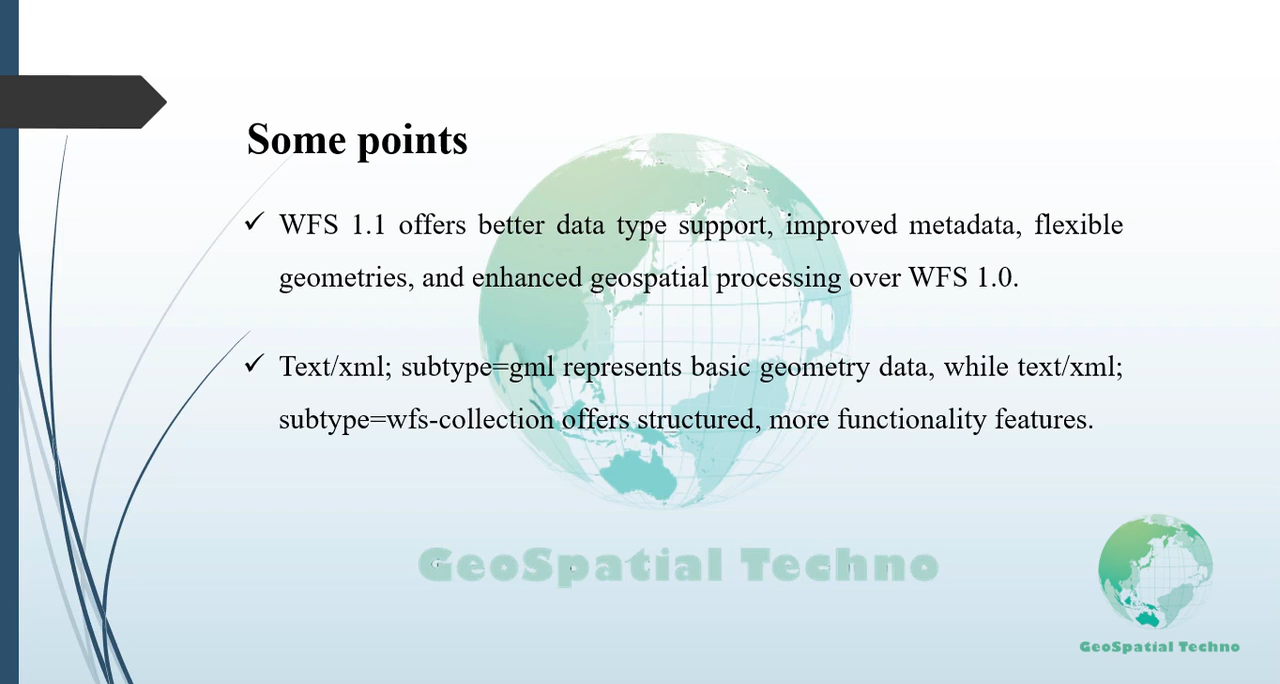 Some points
✓ WFS 1.1 offers better data type support, improved metadata, flexible
geometries, and enhanced geospatial processing over WFS 1.0.
✓ Text/xml; subtype=gml represents basic geometry data, while text/xml;
subtype=wfs-collection offers structured, more functionality features.
GeoSpatial Techno
GeoSpatial Techno